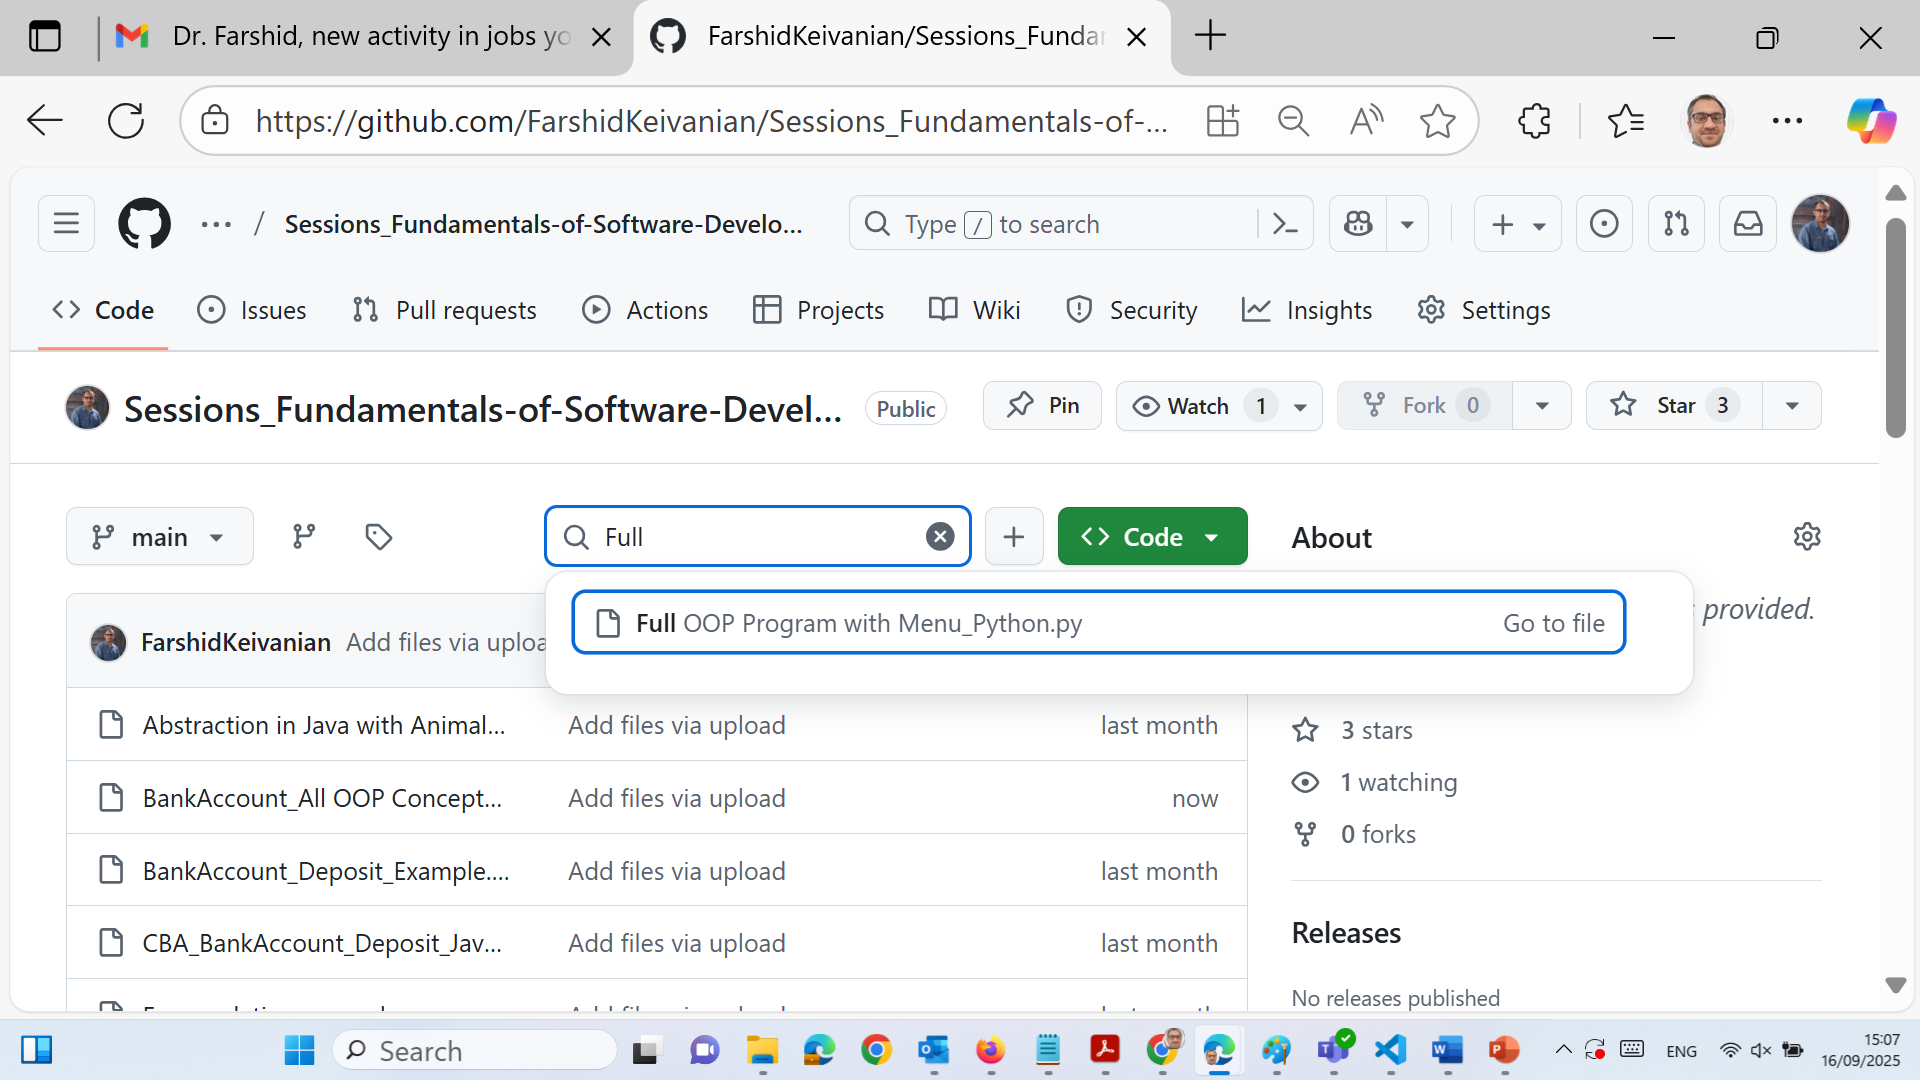 Dr. Farshid, new activity in jobs yo
FarshidKeivanian/Sessions_Fundar
https://github.com/FarshidKeivanian/Sessions_Fundamentals-of-...
... / Sessions_Fundamentals-of-Software-Develo...
Type / to search
Code
Issues
Pull requests
Actions
Projects
Wiki
Security
Insights
Settings
Sessions_Fundamentals-of-Software-Devel...
Public
Pin
Watch 1
Fork 0
Star 3
main
Full
Code
About
Full OOP Program with Menu_Python.py Go to file
provided.
FarshidKeivanian Add files via uploa
Abstraction in Java with Animal... Add files via upload last month
BankAccount_All OOP Concept... Add files via upload now
BankAccount_Deposit_Example.... Add files via upload last month
CBA_BankAccount_Deposit_Jav... Add files via upload last month
3 stars
1 watching
0 forks
Releases
No releases published
Search
ENG
15:07
16/09/2025